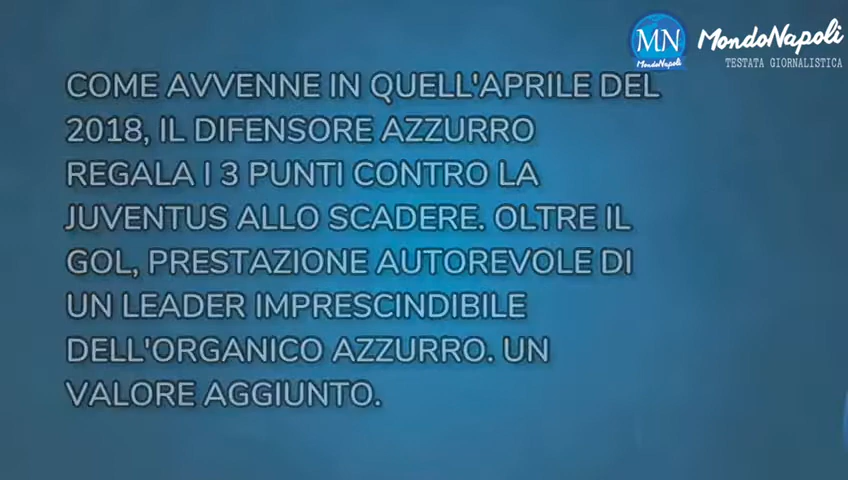 MN
MondoNapoli
MondoNapoli
TESTATA GIORNALISTICA
COME AVVENNE IN QUELL'APRILE DEL
2018, IL DIFENSORE AZZURRO
REGALA I 3 PUNTI CONTRO LA
JUVENTUS ALLO SCADERE. OLTRE IL
GOL, PRESTAZIONE AUTOREVOLE DI
UN LEADER IMPRESCINDIBILE
DELL'ORGANICO AZZURRO. UN
VALORE AGGIUNTO.